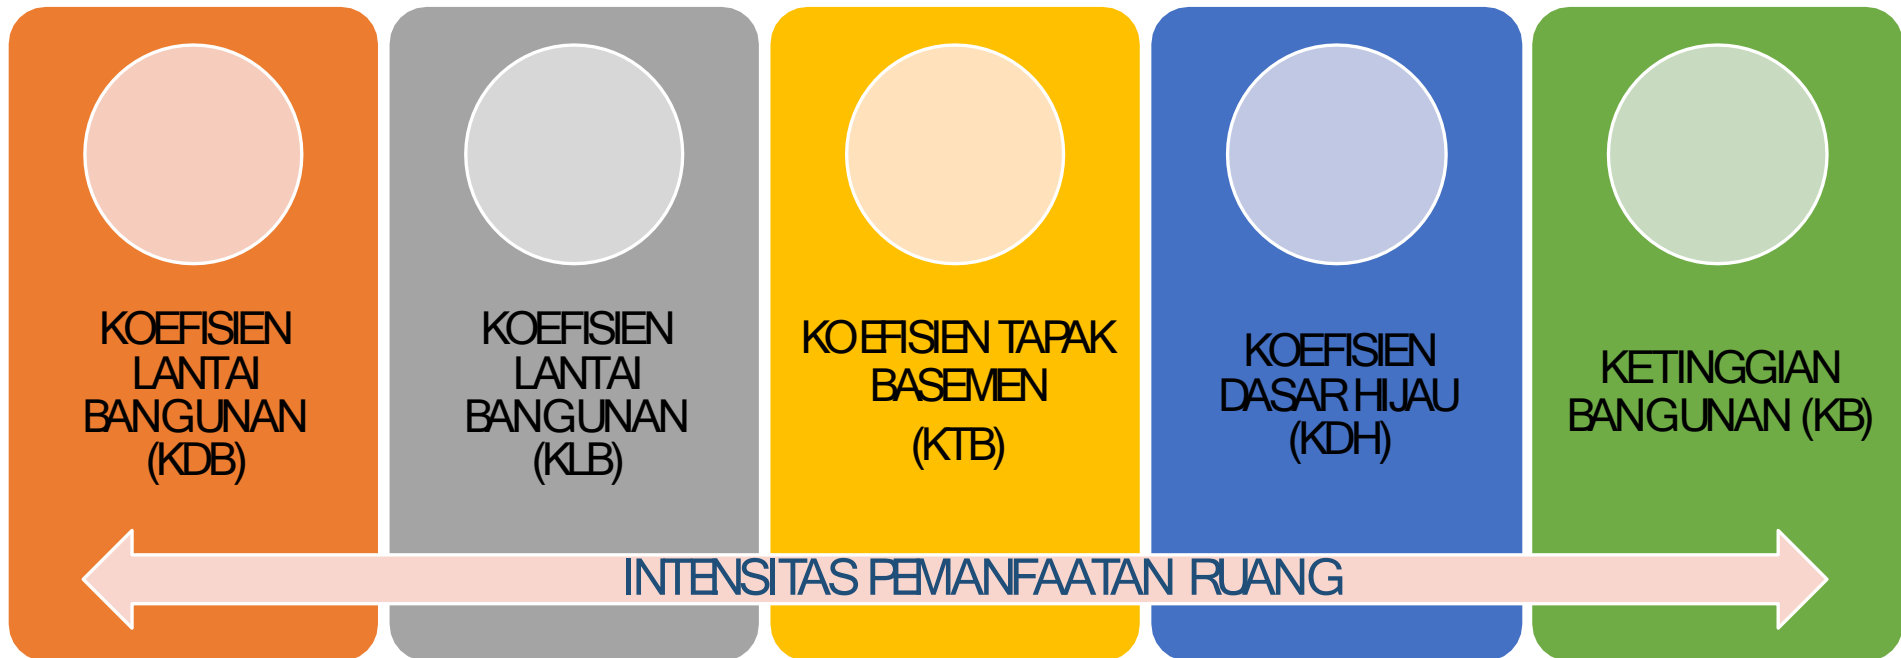 KOEFISIEN
LANTAI
BANGUNAN
(KDB)
KOEFISIEN
LANTAI
BANGUNAN
(KLB)
KOEFISIEN TAPAK
BASEMEN
(KTB)
KOEFISIEN
DASAR HIJAU
(KDH)
KETINGGIAN
BANGUNAN (KB)
INTENSITAS PEMANFAATAN RUANG